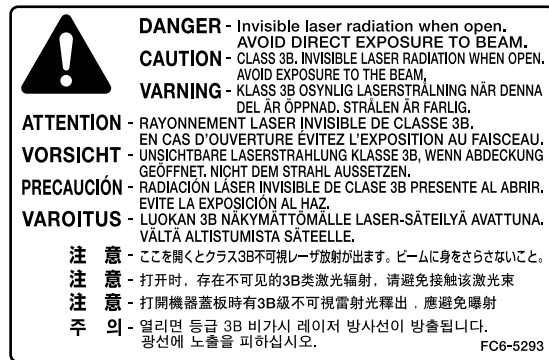 DANGER - Invisible laser radiation when open.
AVOID DIRECT EXPOSURE TO BEAM.
CAUTION - CLASS 3B. INVISIBLE LASER RADIATION WHEN OPEN.
AVOID EXPOSURE TO THE BEAM,
VARNING - KLASS 3B OSYNLIG LASERSTRÅLNING NÄR DENNA
DEL ÄR ÖPPNAD. STRÅLEN ÄR FARLIG.
ATTENTION - RAYONNEMENT LASER INVISIBLE DE CLASSE 3B.
EN CAS D'OUVERTURE ÉVITEZ L'EXPOSITION AU FAISCEAU.
VORSICHT - UNSICHTBARE LASERSTRAHLUNG KLASSE 3B, WENN ABDECKUNG
GEÖFFNET. NICHT DEM STRAHL AUSSETZEN.
PRECAUCIÓN - RADIACIÓN LÁSER INVISIBLE DE CLASE 3B PRESENTE AL ABRIR.
EVITE LA EXPOSICIÓN AL HAZ.
VAROITUS - LUOKAN 3B NÄKYMÄTTÖMÄLLE LASER-SÄTEILYÄ AVATTUNA.
VÄLTÄ ALTISTUMISTA SÄTEELLE.
注 意 - ここを開くとクラス3B不可視レーザ放射が出ます。ビームに身をさらさないこと。
注 意 - 打开时，存在不可见的3B类激光辐射，请避免接触该激光束
注 意 - 打開機器蓋板時有3B級不可視雷射光釋出．應避免曝射
주 의 - 열리면 등급 3B 비가시 레이저 방사선이 방출됩니다.
광선에 노출을 피하십시오.
FC6-5293